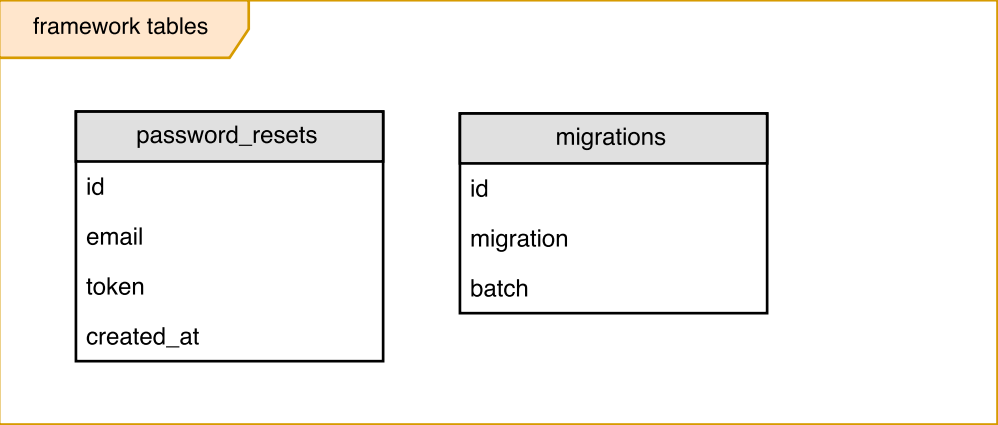 framework tables
password_resets
id
email
token
created_at
migrations
id
migration
batch